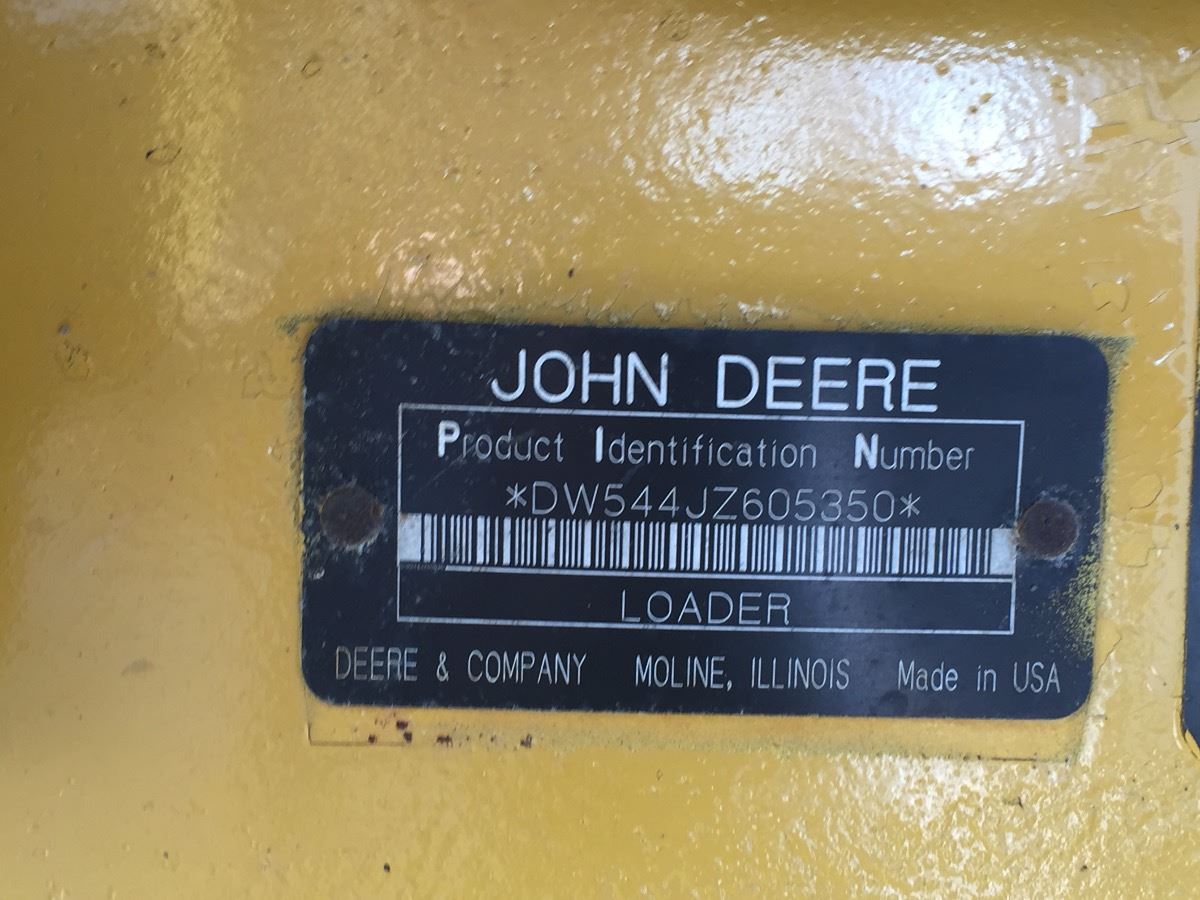 JOHN DEERE
Product Identification Number
*DW544JZ605350*
LOADER
DEERE & COMPANY MOLINE, ILLINOIS Made in USA